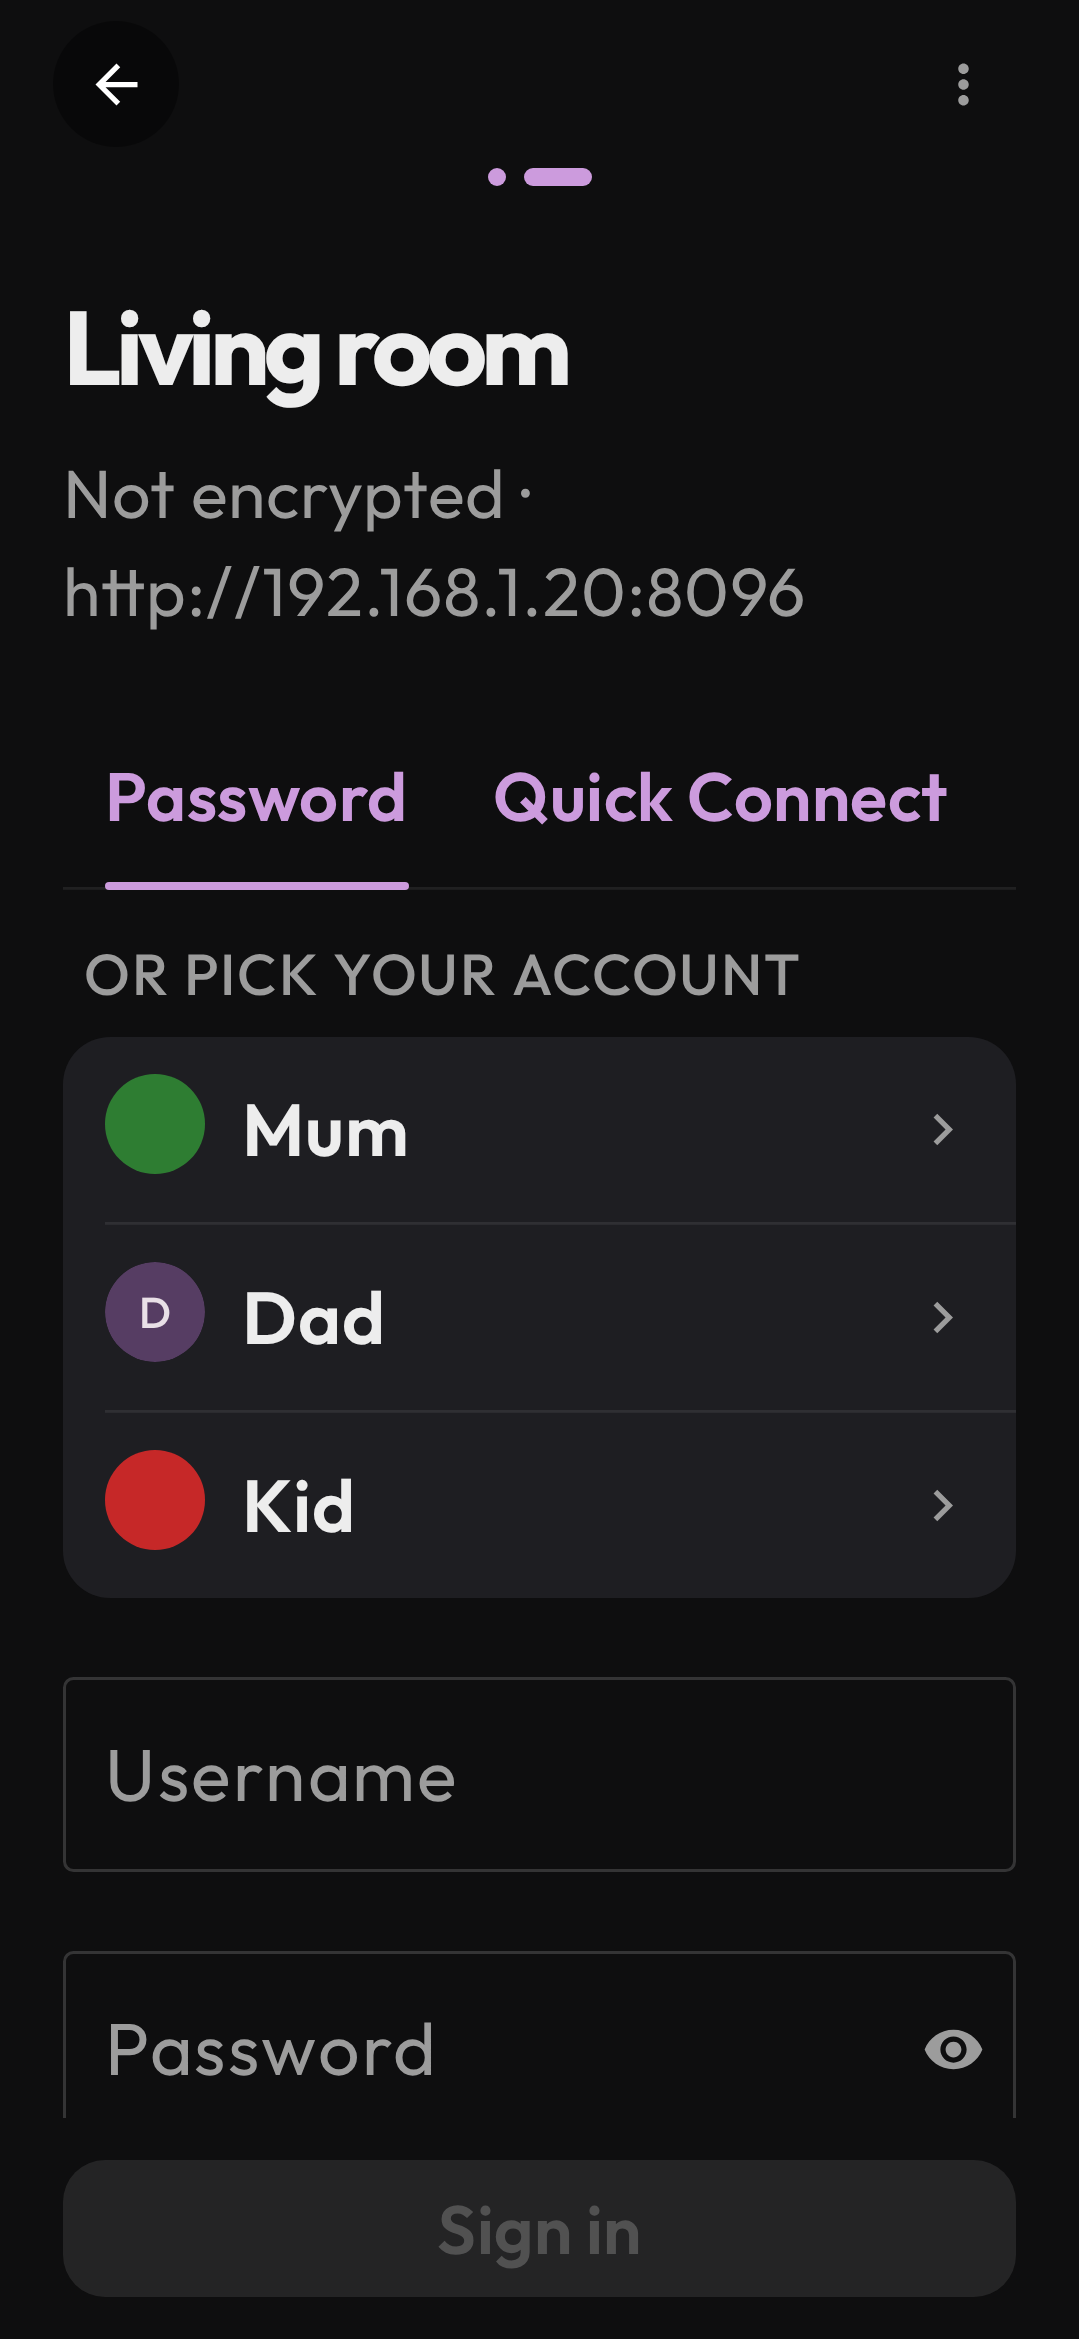 Living room
Not encrypted ·
http://192.168.1.20:8096
Password
Quick Connect
OR PICK YOUR ACCOUNT
Mum
D
Dad
Kid
Username
Password
Sign in